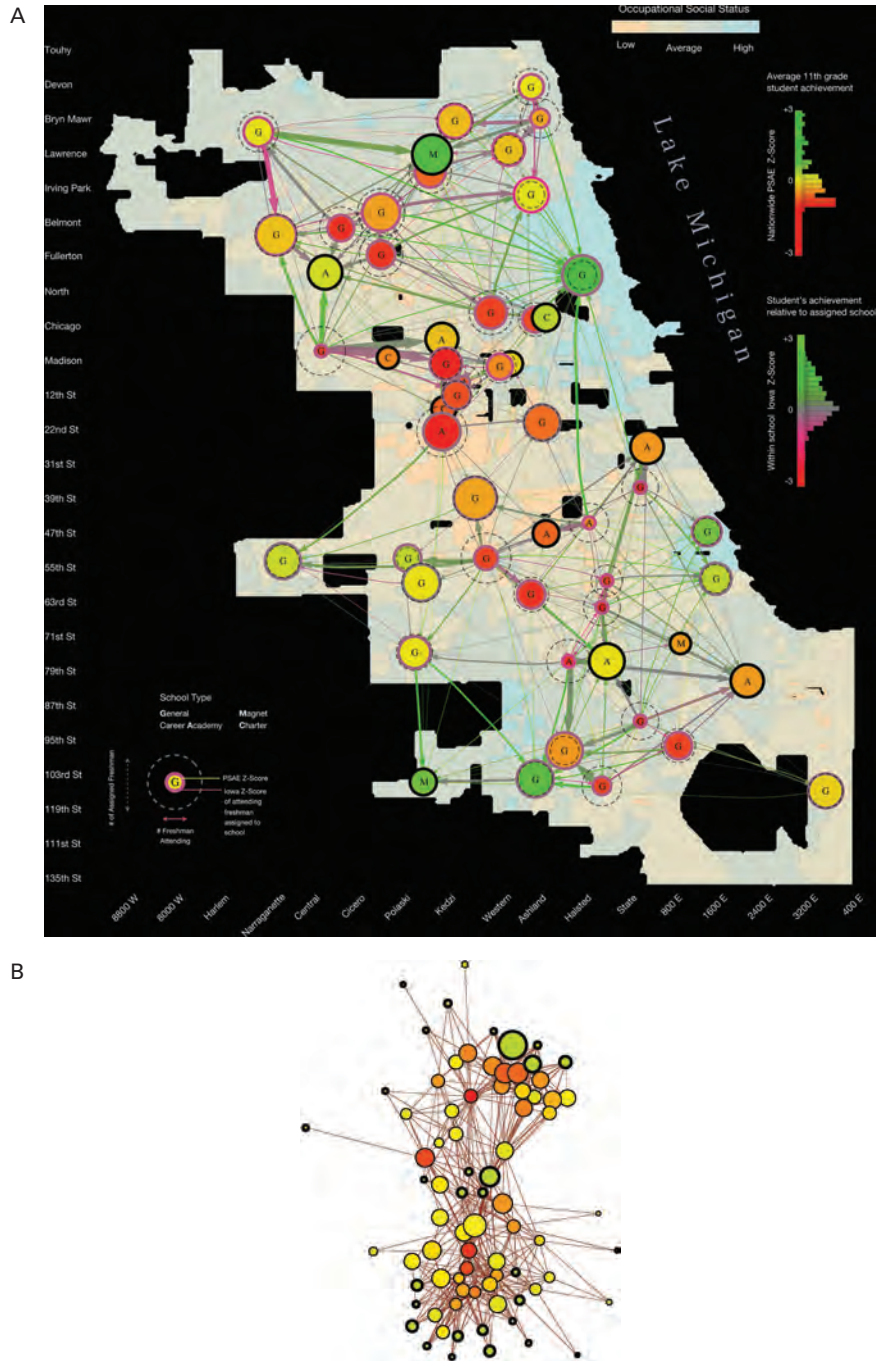 A
Occupational Social Status
Low
Average
High
Touhy
Devon
Bryn Mawr
Lawrence
Irving Park
Belmont
Fullerton
North
Chicago
Madison
12th St
22nd St
31st St
39th St
47th St
55th St
63rd St
71st St
79th St
87th St
95th St
103rd St
119th St
111st St
135th St
Lake Michigan
Average 11th grade
student achievement
+3
0
-3
Nationwide PSAE Z-Score
Student's achievement
relative to assigned school
+3
0
-3
Within school Iowa Z-Score
G
G
G
G
M
G
G
G
G
G
A
G
G
G
C
A
G
C
G
G
G
A
G
A
G
G
A
A
G
G
G
G
G
G
G
G
G
M
G
A
A
A
G
G
G
M
G
G
G
School Type
General
Magnet
Career Academy
Charter
# of Assigned Freshman
G
PSAE Z-Score
Iowa Z-Score
of attending
freshman
assigned to
school
# Freshman
Attending
8800 W
8000 W
Harlem
Narraganette
Central
Cicero
Polaski
Kedzi
Western
Ashland
Halsted
State
800 E
1600 E
2400 E
3200 E
400 E
B